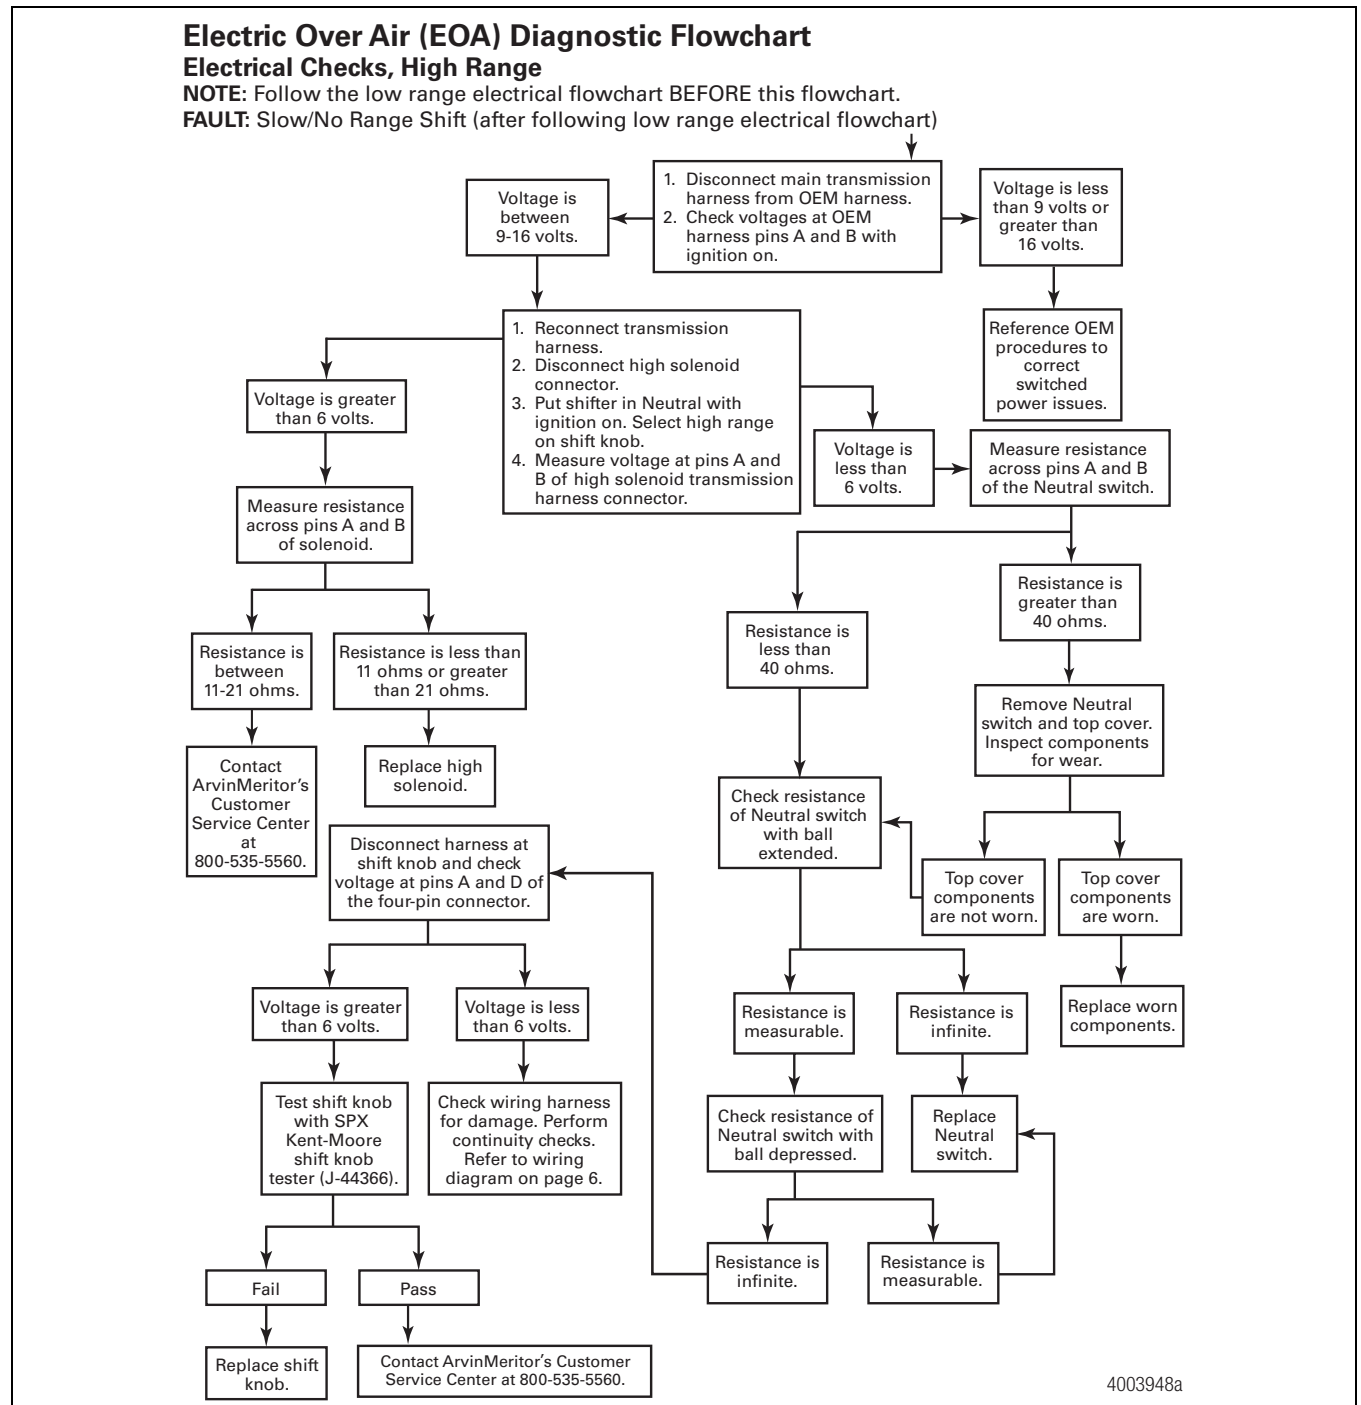 Electric Over Air (EOA) Diagnostic Flowchart
Electrical Checks, High Range
NOTE: Follow the low range electrical flowchart BEFORE this flowchart.
FAULT: Slow/No Range Shift (after following low range electrical flowchart)
1. Disconnect main transmission
harness from OEM harness.
2. Check voltages at OEM
harness pins A and B with
ignition on.
Voltage is
between
9-16 volts.
Voltage is less
than 9 volts or
greater than
16 volts.
Reference OEM
procedures to
correct
switched
power issues.
1. Reconnect transmission
harness.
2. Disconnect high solenoid
connector.
3. Put shifter in Neutral with
ignition on. Select high range
on shift knob.
4. Measure voltage at pins A and
B of high solenoid transmission
harness connector.
Voltage is greater
than 6 volts.
Voltage is
less than
6 volts.
Measure resistance
across pins A and B
of the Neutral switch.
Measure resistance
across pins A and B
of solenoid.
Resistance is
greater than
40 ohms.
Resistance is
less than
40 ohms.
Resistance is
between
11-21 ohms.
Resistance is less than
11 ohms or greater
than 21 ohms.
Remove Neutral
switch and top cover.
Inspect components
for wear.
Contact
ArvinMeritor's
Customer
Service Center
at
800-535-5560.
Replace high
solenoid.
Check resistance
of Neutral switch
with ball
extended.
Disconnect harness at
shift knob and check
voltage at pins A and D of
the four-pin connector.
Top cover
components
are not worn.
Top cover
components
are worn.
Voltage is greater
than 6 volts.
Voltage is less
than 6 volts.
Resistance is
measurable.
Resistance is
infinite.
Replace worn
components.
Test shift knob
with SPX
Kent-Moore
shift knob
tester (J-44366).
Check wiring harness
for damage. Perform
continuity checks.
Refer to wiring
diagram on page 6.
Check resistance of
Neutral switch with
ball depressed.
Replace
Neutral
switch.
Resistance is
infinite.
Resistance is
measurable.
Fail
Pass
Replace shift
knob.
Contact ArvinMeritor's Customer
Service Center at 800-535-5560.
4003948a